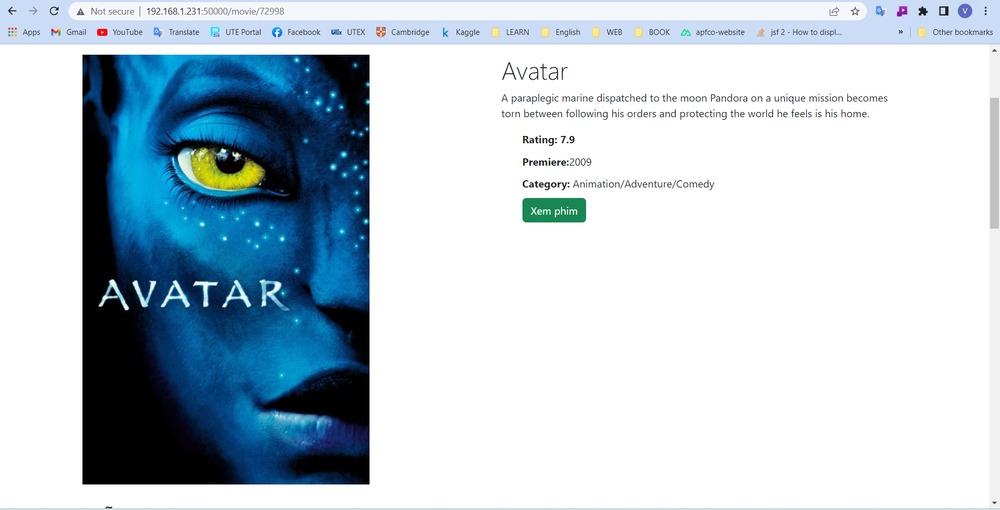 Not secure | 192.168.1.231:50000/movie/72998
V
Apps Gmail YouTube Translate UTE Portal Facebook UEx UTEX Cambridge k Kaggle LEARN English WEB BOOK apfco-website jsf 2 - How to displ... » Other bookmarks
Avatar
A paraplegic marine dispatched to the moon Pandora on a unique mission becomes
torn between following his orders and protecting the world he feels is his home.
Rating: 7.9
Premiere:2009
Category: Animation/Adventure/Comedy
Xem phim
AVATAR